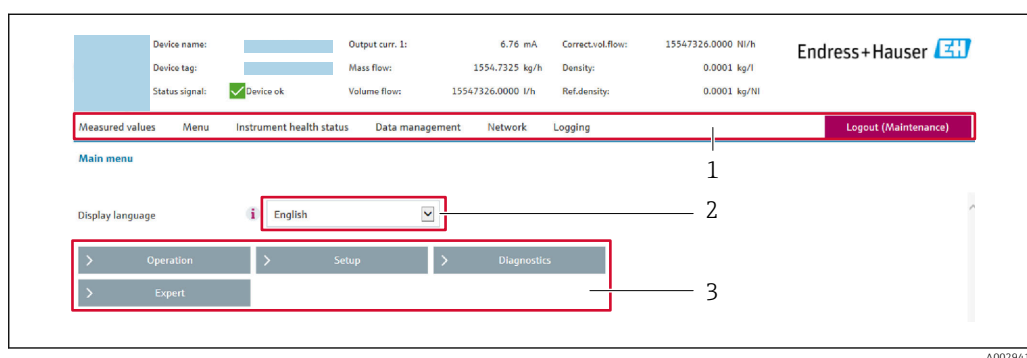 Device name: Output curr. 1: 6.76 mA Correct.vol.flow: 15547326.0000 Nl/h
Endress+Hauser EH
Device tag: Mass flow: 1554.7325 kg/h Density: 0.0001 kg/l
Status signal: Device ok Volume flow: 15547326.0000 l/h Ref.density: 0.0001 kg/Nl
Measured values Menu Instrument health status Data management Network Logging Logout (Maintenance)
1
Main menu
Display language i English 2
> Operation > Setup > Diagnostics
> Expert 3